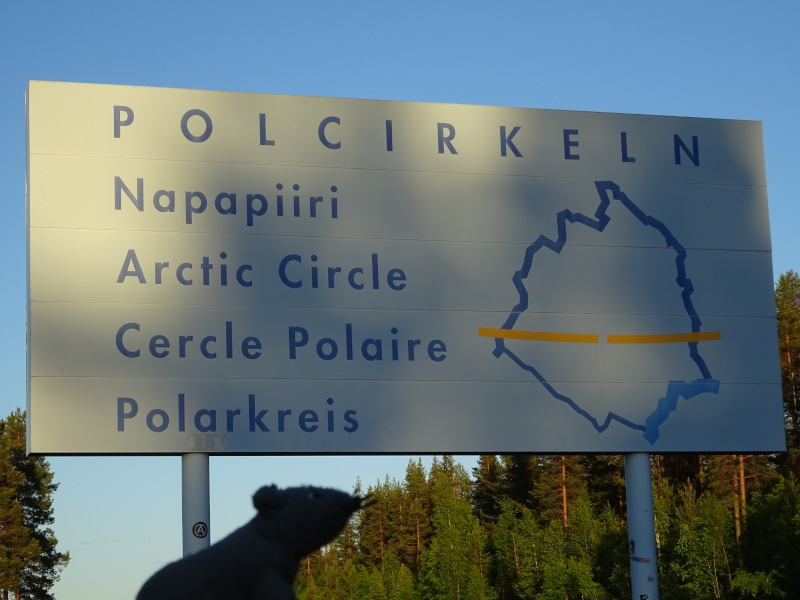 POLCIRKELN
Napapiiri
Arctic Circle
Cercle Polaire
Polarkreis